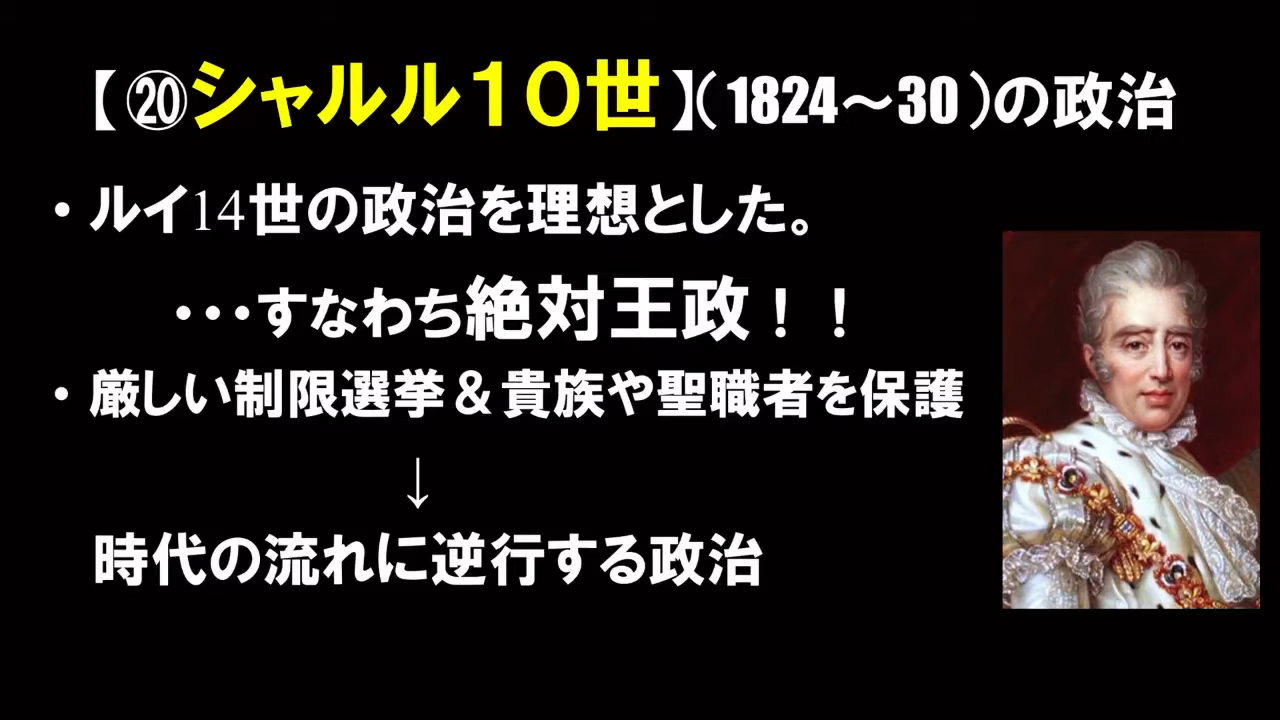 【⑳シャルル１０世】（1824～30）の政治
・ルイ14世の政治を理想とした。
・・・すなわち絶対王政！！
・厳しい制限選挙＆貴族や聖職者を保護
↓
時代の流れに逆行する政治